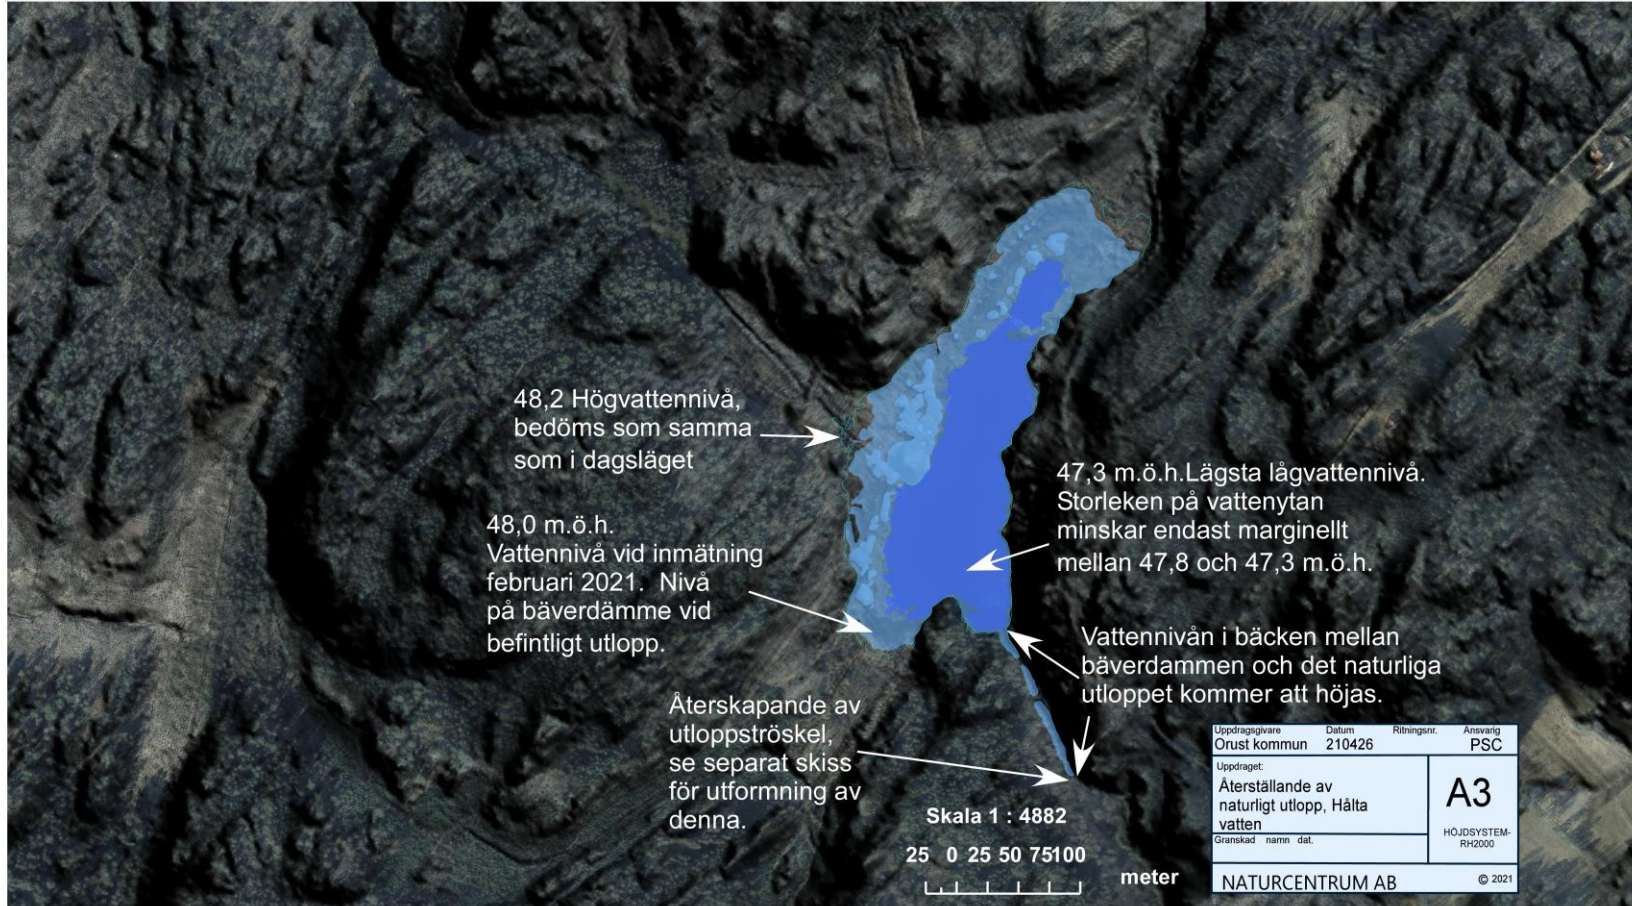 48,2 Högvattennivå,
bedöms som samma
som i dagsläget
48,0 m.ö.h.
Vattennivå vid inmätning
februari 2021. Nivå
på bäverdämme vid
befintligt utlopp.
47,3 m.ö.h.Lägsta lågvattennivå.
Storleken på vattenytan
minskar endast marginellt
mellan 47,8 och 47,3 m.ö.h.
Vattennivån i bäcken mellan
bäverdammen och det naturliga
utloppet kommer att höjas.
Återskapande av
utloppströskel,
se separat skiss
för utformning av
denna.
Skala 1 : 4882
25 0 25 50 75100
meter
Uppdragsgivare Datum Ritningsnr. Ansvarig
Orust kommun 210426 PSC
Uppdraget:
Återställande av
naturligt utlopp, Hålta
vatten
A3
HÖJDSYSTEM-
RH2000
Granskad namn dat.
NATURCENTRUM AB © 2021